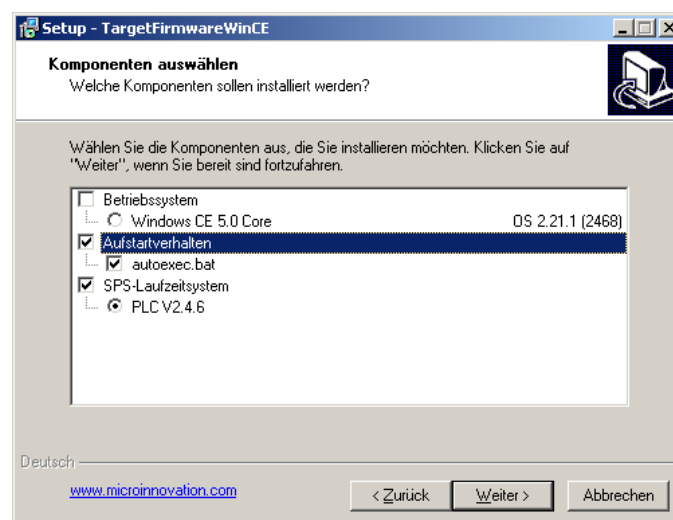 Setup - TargetFirmwareWinCE
Komponenten auswählen
Welche Komponenten sollen installiert werden?
Wählen Sie die Komponenten aus, die Sie installieren möchten. Klicken Sie auf
"Weiter", wenn Sie bereit sind fortzufahren.
Betriebssystem
Windows CE 5.0 Core OS 2.21.1 (2468)
Aufstartverhalten
autoexec.bat
SPS-Laufzeitsystem
PLC V2.4.6
Deutsch
www.microinnovation.com
< Zurück Weiter > Abbrechen